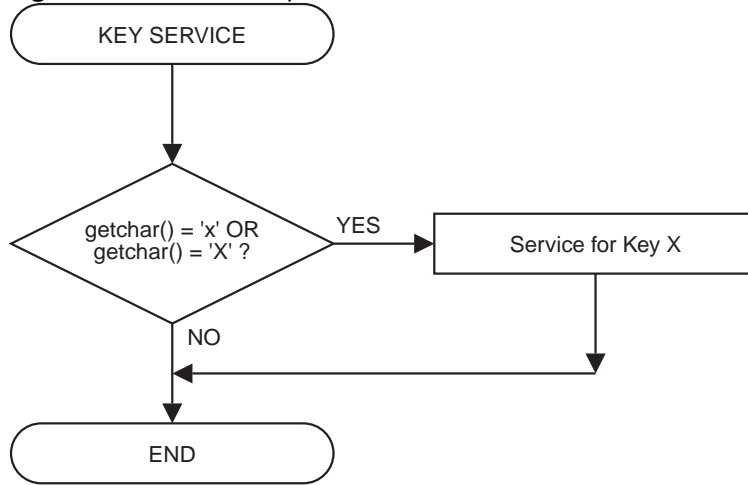 KEY SERVICE
getchar() = 'x' OR
getchar() = 'X' ?
YES
Service for Key X
NO
END